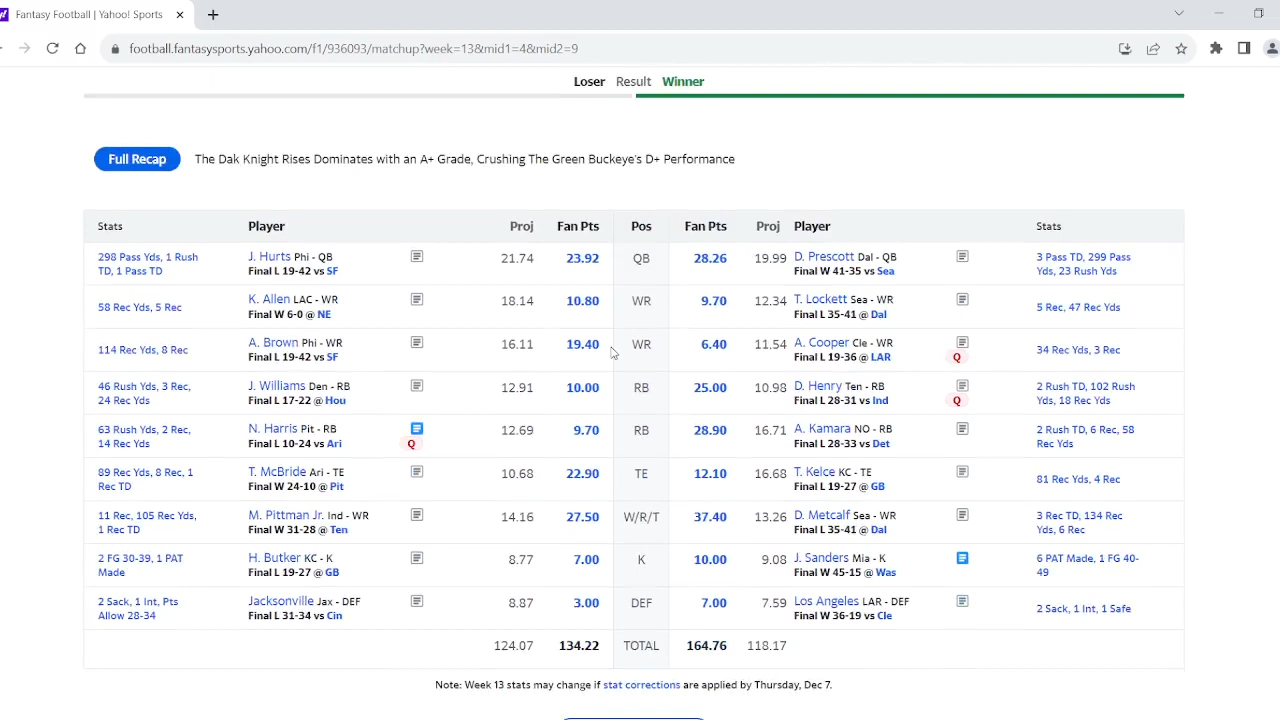 Fantasy Football | Yahoo! Sports
football.fantasysports.yahoo.com/f1/936093/matchup?week=13&mid1=4&mid2=9
Loser Result Winner
Full Recap The Dak Knight Rises Dominates with an A+ Grade, Crushing The Green Buckeye's D+ Performance
Stats Player Proj Fan Pts Pos Fan Pts Proj Player Stats
298 Pass Yds, 1 Rush J. Hurts Phi - QB 21.74 23.92 QB 28.26 19.99 D. Prescott Dal - QB 3 Pass TD, 299 Pass
TD, 1 Pass TD Final L 19-42 vs SF Final W 41-35 vs Sea Yds, 23 Rush Yds
58 Rec Yds, 5 Rec K. Allen LAC - WR 18.14 10.80 WR 9.70 12.34 T. Lockett Sea - WR 5 Rec, 47 Rec Yds
Final W 6-0 @ NE Final L 35-41 @ Dal
114 Rec Yds, 8 Rec A. Brown Phi - WR 16.11 19.40 WR 6.40 11.54 A. Cooper Cle - WR 34 Rec Yds, 3 Rec
Final L 19-42 vs SF Final L 19-36 @ LAR Q
46 Rush Yds, 3 Rec, J. Williams Den - RB 12.91 10.00 RB 25.00 10.98 D. Henry Ten - RB 2 Rush TD, 102 Rush
24 Rec Yds Final L 17-22 @ Hou Final L 28-31 vs Ind Q Yds, 18 Rec Yds
63 Rush Yds, 2 Rec, N. Harris Pit - RB 12.69 9.70 RB 28.90 16.71 A. Kamara NO - RB 2 Rush TD, 6 Rec, 58
14 Rec Yds Final L 10-24 vs Ari Q Final L 28-33 vs Det Rec Yds
89 Rec Yds, 8 Rec, 1 T. McBride Ari - TE 10.68 22.90 TE 12.10 16.68 T. Kelce KC - TE 81 Rec Yds, 4 Rec
Rec TD Final W 24-10 @ Pit Final L 19-27 @ GB
11 Rec, 105 Rec Yds, M. Pittman Jr. Ind - WR 14.16 27.50 W/R/T 37.40 13.26 D. Metcalf Sea - WR 3 Rec TD, 134 Rec
1 Rec TD Final W 31-28 @ Ten Final L 35-41 @ Dal Yds, 6 Rec
2 FG 30-39, 1 PAT H. Butker KC - K 8.77 7.00 K 10.00 9.08 J. Sanders Mia - K 6 PAT Made, 1 FG 40-
Made Final L 19-27 @ GB Final W 45-15 @ Was 49
2 Sack, 1 Int, Pts Jacksonville Jax - DEF 8.87 3.00 DEF 7.00 7.59 Los Angeles LAR - DEF 2 Sack, 1 Int, 1 Safe
Allow 28-34 Final L 31-34 vs Cin Final W 36-19 vs Cle
124.07 134.22 TOTAL 164.76 118.17
Note: Week 13 stats may change if stat corrections are applied by Thursday, Dec 7.